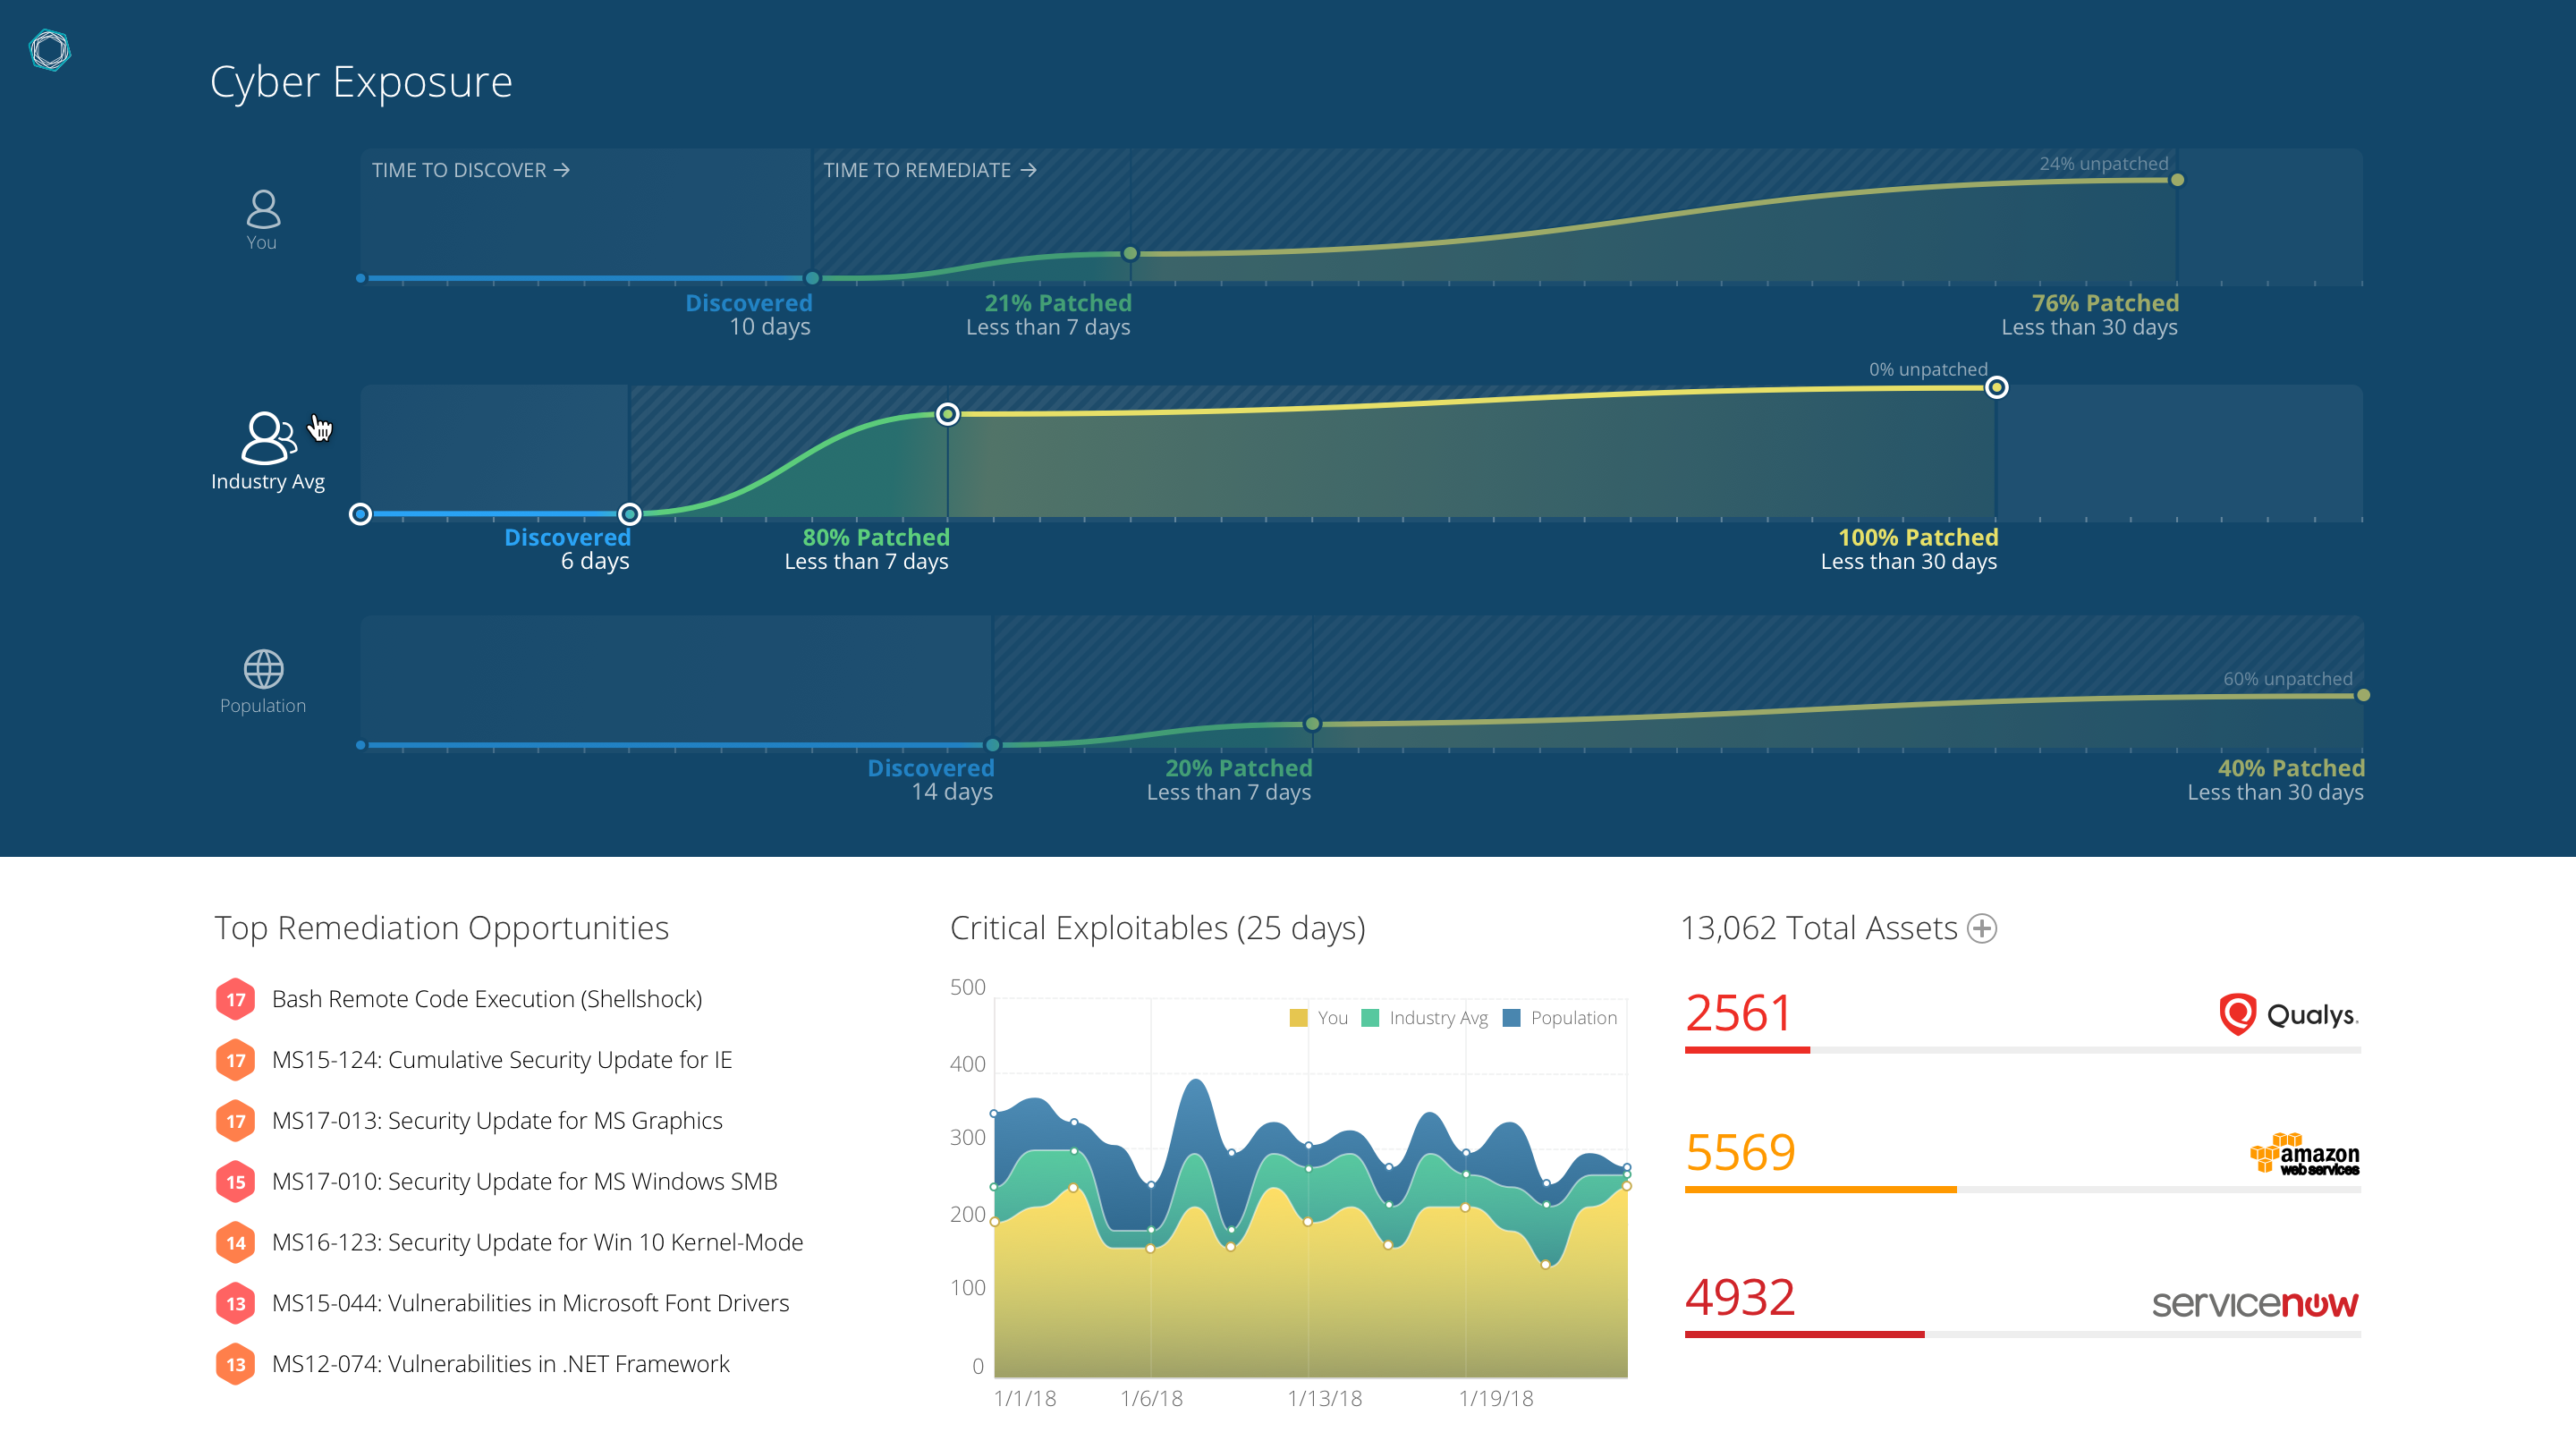 Cyber Exposure
TIME TO DISCOVER →
TIME TO REMEDIATE →
24% unpatched
You
Discovered
10 days
21% Patched
Less than 7 days
76% Patched
Less than 30 days
0% unpatched
Industry Avg
Discovered
6 days
80% Patched
Less than 7 days
100% Patched
Less than 30 days
60% unpatched
Population
Discovered
14 days
20% Patched
Less than 7 days
40% Patched
Less than 30 days
Top Remediation Opportunities
17 Bash Remote Code Execution (Shellshock)
17 MS15-124: Cumulative Security Update for IE
17 MS17-013: Security Update for MS Graphics
15 MS17-010: Security Update for MS Windows SMB
14 MS16-123: Security Update for Win 10 Kernel-Mode
13 MS15-044: Vulnerabilities in Microsoft Font Drivers
13 MS12-074: Vulnerabilities in .NET Framework
Critical Exploitables (25 days)
500
You Industry Avg Population
400
300
200
100
0
1/1/18 1/6/18 1/13/18 1/19/18
13,062 Total Assets
2561 Qualys.
5569 amazon
web services
4932 servicenow